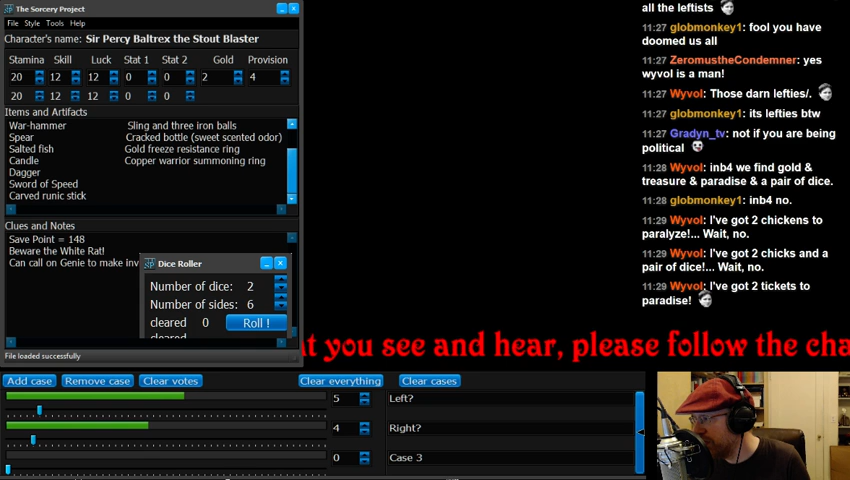 The Sorcery Project
File Style Tools Help
Character's name: Sir Percy Baltrex the Stout Blaster
Stamina Skill Luck Stat 1 Stat 2 Gold Provision
20 12 12 0 0 2 4
20 12 12 0 0
Items and Artifacts
War-hammer Sling and three iron balls
Spear Cracked bottle (sweet scented odor)
Salted fish Gold freeze resistance ring
Candle Copper warrior summoning ring
Dagger
Sword of Speed
Carved runic stick
Clues and Notes
Save Point = 148
Beware the White Rat!
Can call on Genie to make inv
Dice Roller
Number of dice: 2
Number of sides: 6
cleared 0 Roll !
cleared
File loaded successfully
at you see and hear, please follow the cha
Add case Remove case Clear votes Clear everything Clear cases
5 Left?
4 Right?
0 Case 3
all the leftists
11:27 globmonkey1: fool you have
doomed us all
11:27 ZeromustheCondemner: yes
wyvol is a man!
11:27 Wyvol: Those darn lefties/.
11:27 globmonkey1: its lefties btw
11:27 Gradyn_tv: not if you are being
political
11:28 Wyvol: inb4 we find gold &
treasure & paradise & a pair of dice.
11:28 globmonkey1: inb4 no.
11:29 Wyvol: I've got 2 chickens to
paralyze!... Wait, no.
11:29 Wyvol: I've got 2 chicks and a
pair of dice!... Wait, no.
11:29 Wyvol: I've got 2 tickets to
paradise!